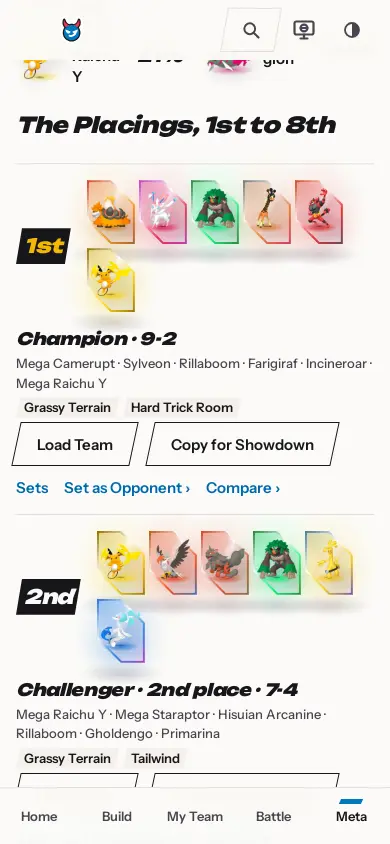 Y
The Placings, 1st to 8th
1st
Champion · 9-2
Mega Camerupt · Sylveon · Rillaboom · Farigiraf · Incineroar ·
Mega Raichu Y
Grassy Terrain Hard Trick Room
Load Team Copy for Showdown
Sets Set as Opponent › Compare ›
2nd
Challenger · 2nd place · 7-4
Mega Raichu Y · Mega Staraptor · Hisuian Arcanine ·
Rillaboom · Gholdengo · Primarina
Grassy Terrain Tailwind
Home Build My Team Battle Meta